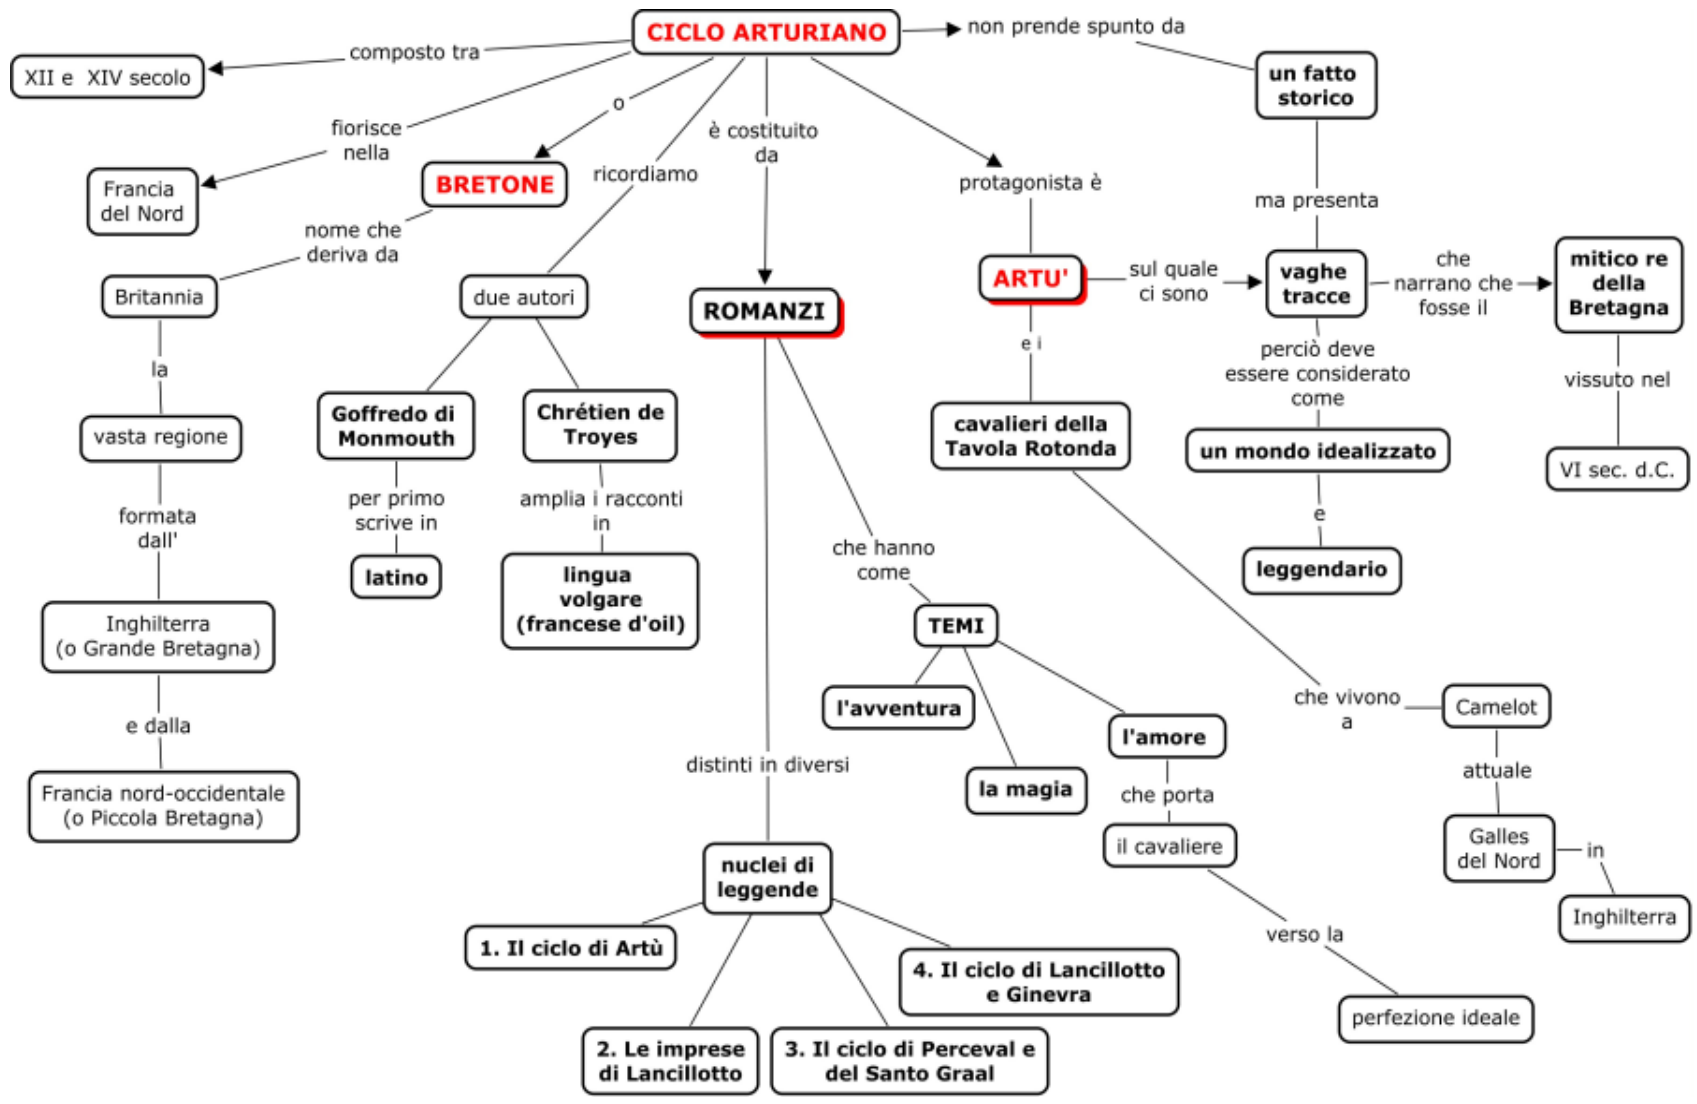 CICLO ARTURIANO
non prende spunto da
composto tra
XII e XIV secolo
un fatto
storico
o
fiorisce
nella
è costituito
da
ricordiamo
BRETONE
protagonista è
Francia
del Nord
ma presenta
nome che
deriva da
Britannia
due autori
ROMANZI
ARTU'
sul quale
ci sono
vaghe
tracce
che
narrano che
fosse il
mitico re
della
Bretagna
e i
la
perciò deve
essere considerato
come
vissuto nel
Goffredo di
Monmouth
Chrétien de
Troyes
cavalieri della
Tavola Rotonda
vasta regione
un mondo idealizzato
VI sec. d.C.
per primo
scrive in
amplia i racconti
in
formata
dall'
e
latino
lingua
volgare
(francese d'oil)
che hanno
come
leggendario
Inghilterra
(o Grande Bretagna)
TEMI
l'avventura
che vivono
a
Camelot
e dalla
l'amore
distinti in diversi
la magia
attuale
che porta
Francia nord-occidentale
(o Piccola Bretagna)
il cavaliere
Galles
del Nord
in
nuclei di
leggende
Inghilterra
verso la
1. Il ciclo di Artù
4. Il ciclo di Lancillotto
e Ginevra
perfezione ideale
2. Le imprese
di Lancillotto
3. Il ciclo di Perceval e
del Santo Graal